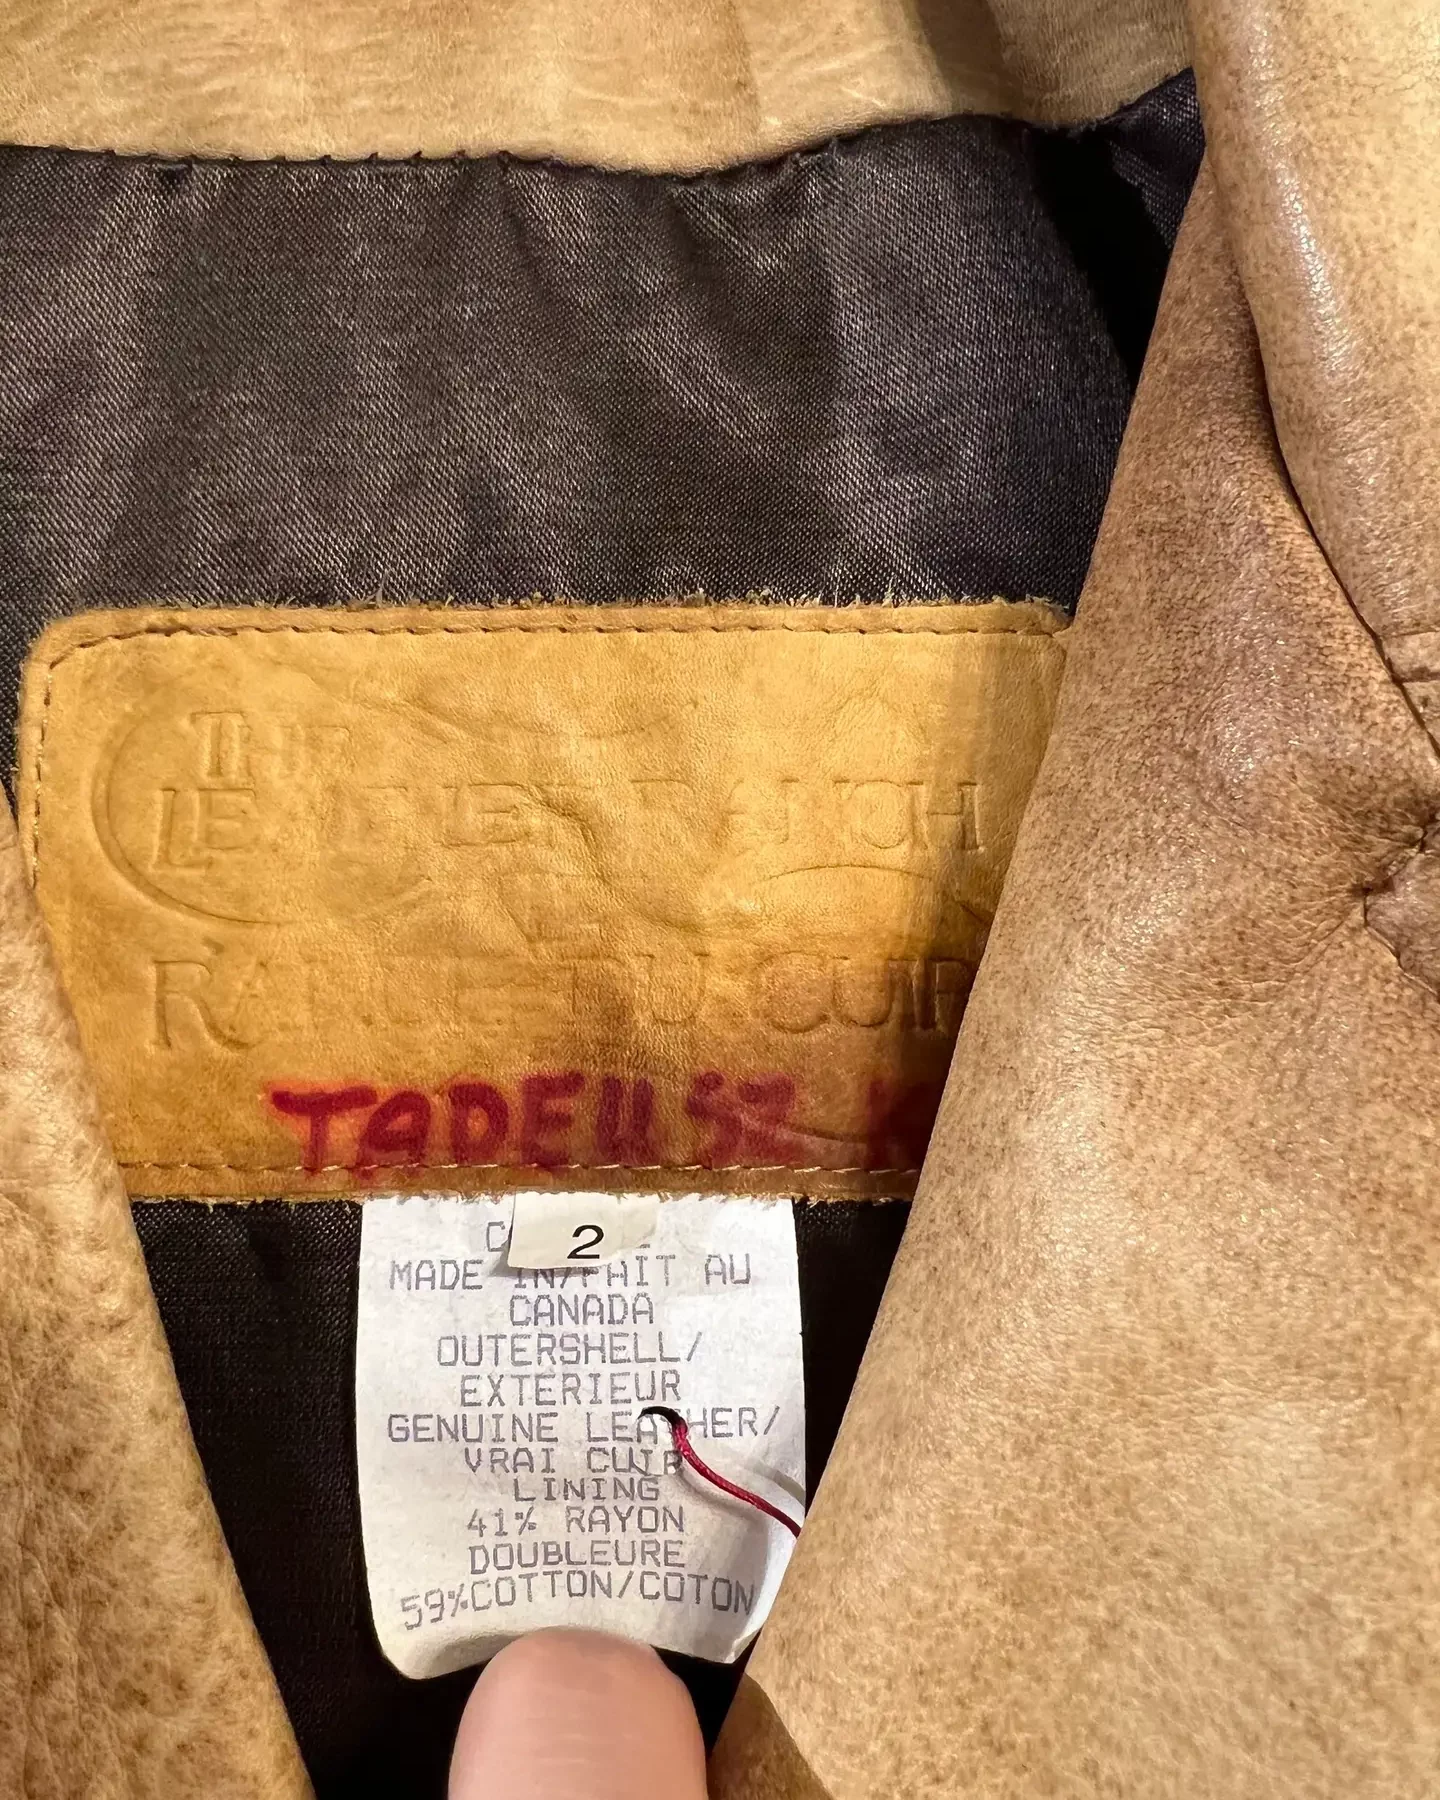 THE
LEATHER RANCH
LE
RANCH DU CUIR
TADEUSZ
2
MADE IN/FAIT AU
CANADA
OUTERSHELL/
EXTERIEUR
GENUINE LEATHER/
VRAI CUIR
LINING
41% RAYON
DOUBLEURE
59%COTTON/COTON